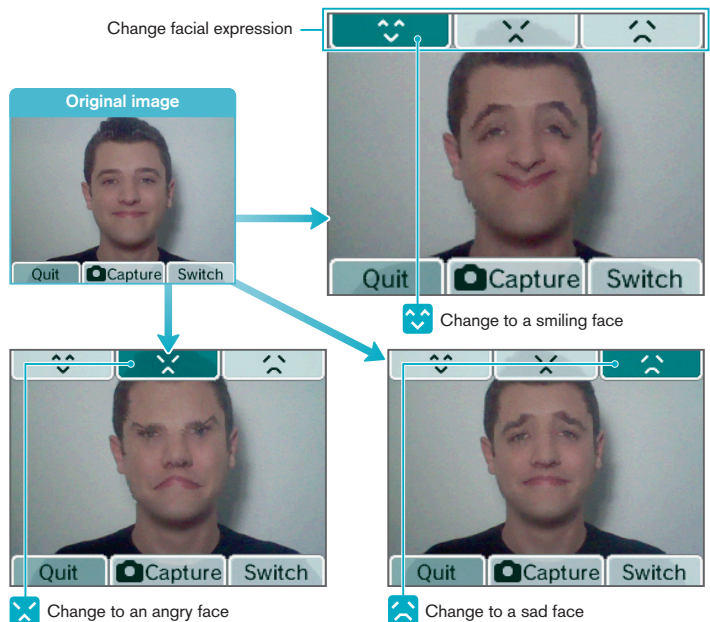 Change facial expression
Original image
Quit Capture Switch
Quit Capture Switch
Change to a smiling face
Quit Capture Switch
Quit Capture Switch
Change to an angry face
Change to a sad face